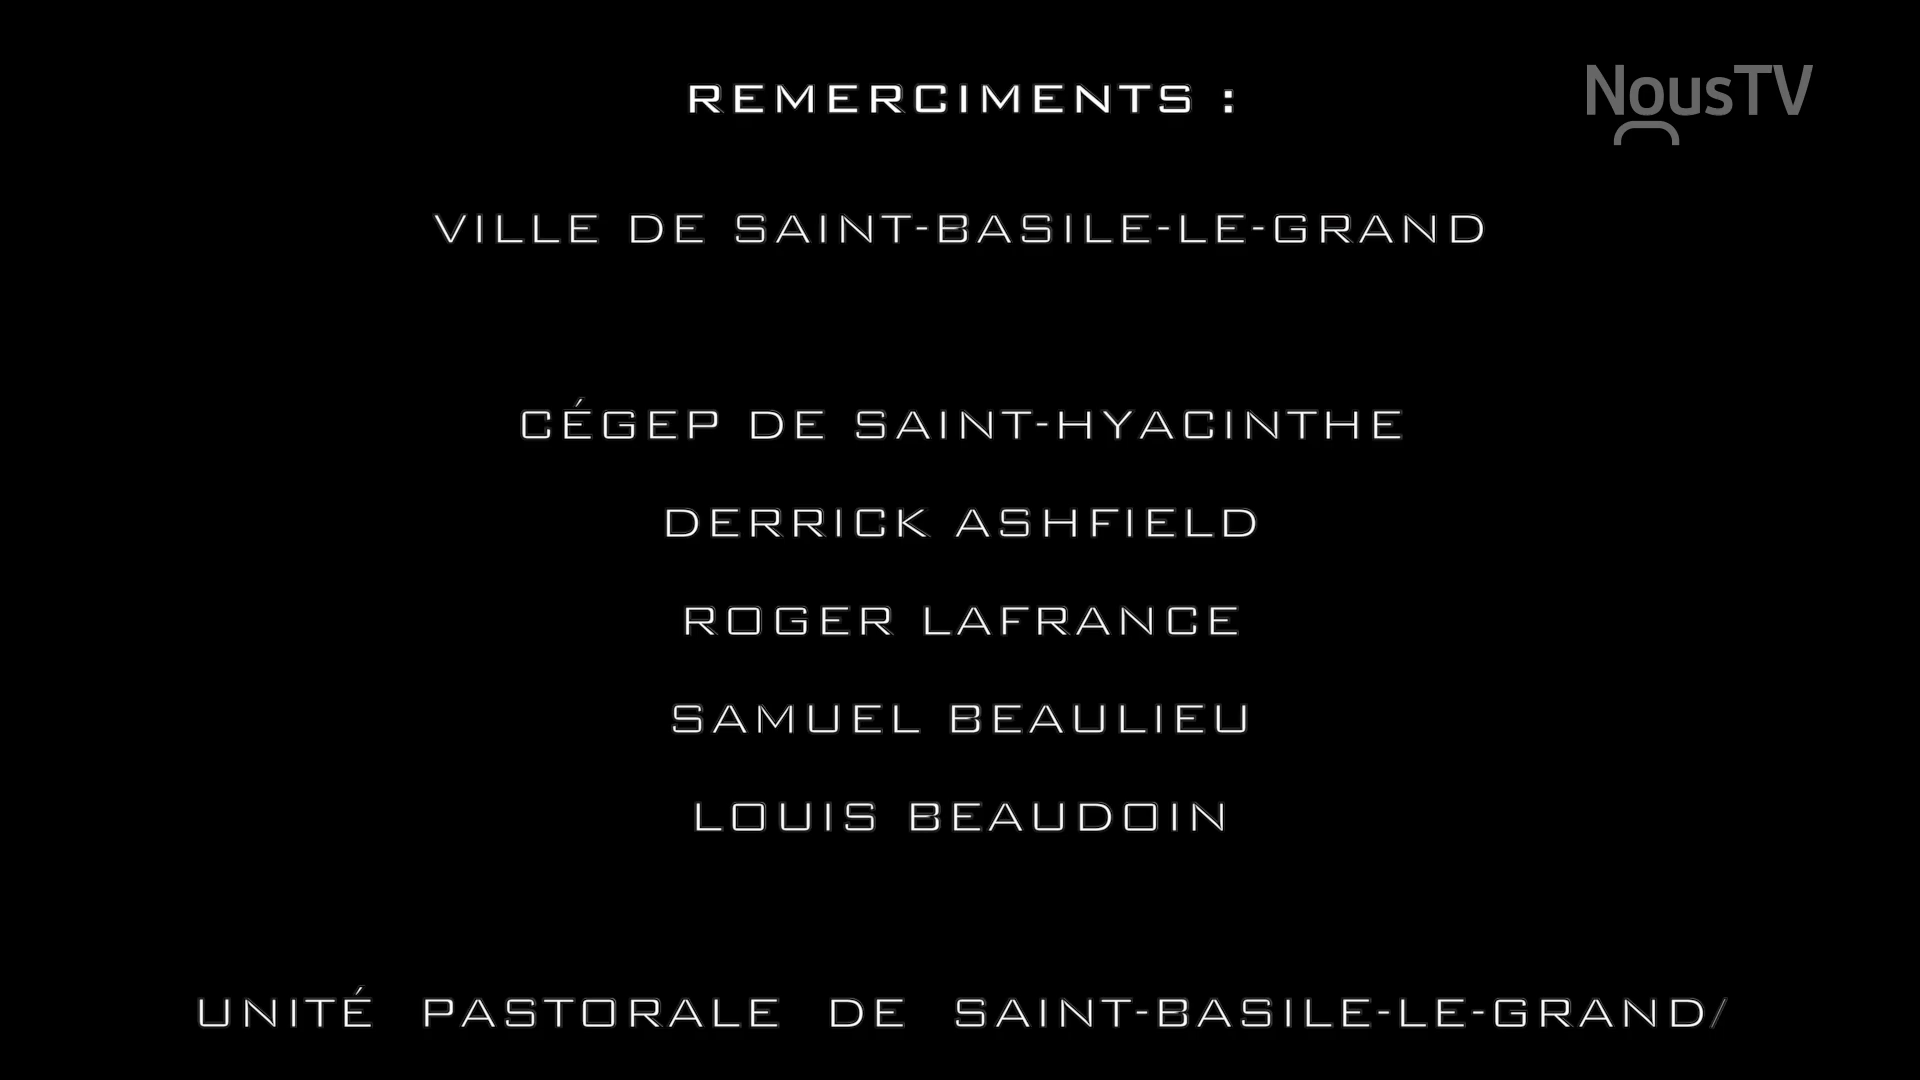 REMERCIMENTS :
NousTV
VILLE DE SAINT-BASILE-LE-GRAND
CÉGEP DE SAINT-HYACINTHE
DERRICK ASHFIELD
ROGER LAFRANCE
SAMUEL BEAULIEU
LOUIS BEAUDOIN
UNITÉ PASTORALE DE SAINT-BASILE-LE-GRAND/